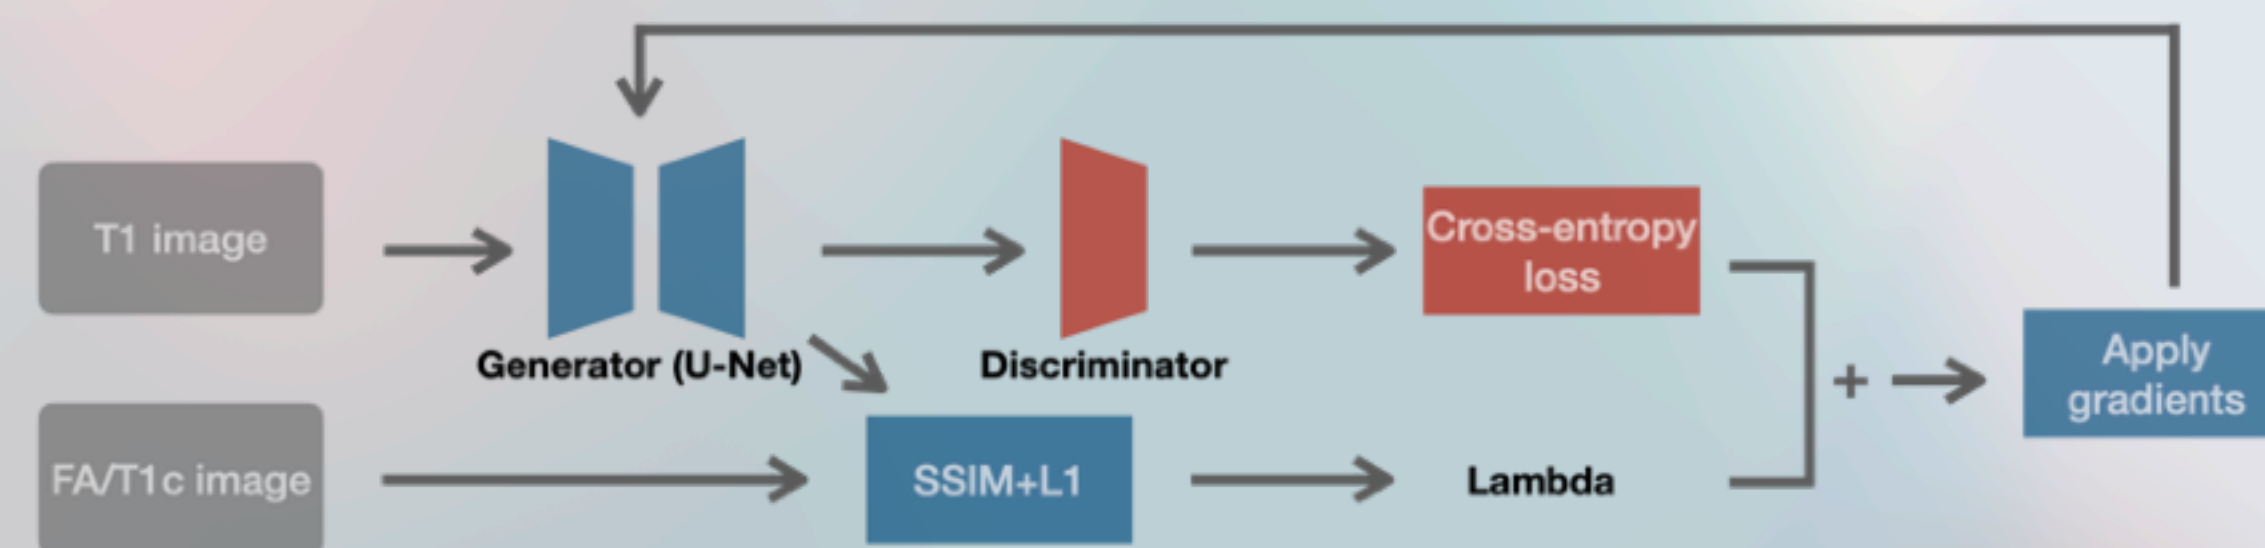 T1 image
Cross-entropy
loss
Generator (U-Net)
Discriminator
+
Apply
gradients
FA/T1c image
SSIM+L1
Lambda